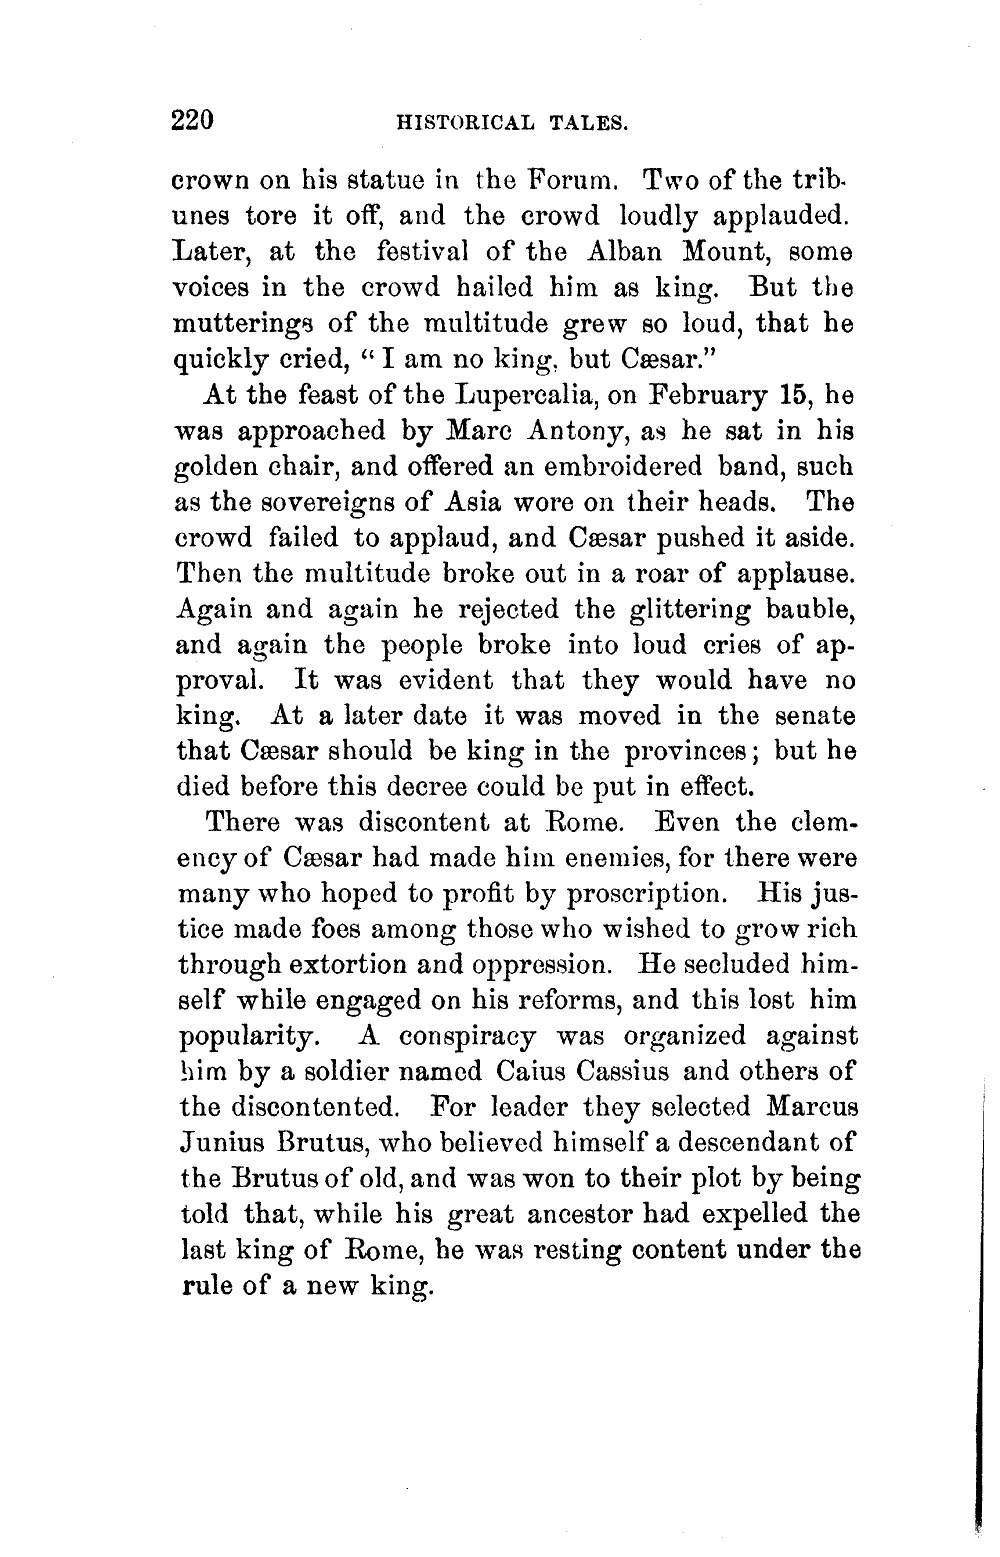 220 HISTORICAL TALES.
crown on his statue in the Forum. Two of the trib-
unes tore it off, and the crowd loudly applauded.
Later, at the festival of the Alban Mount, some
voices in the crowd hailed him as king. But the
mutterings of the multitude grew so loud, that he
quickly cried, “ I am no king, but Cæsar.”
At the feast of the Lupercalia, on February 15, he
was approached by Marc Antony, as he sat in his
golden chair, and offered an embroidered band, such
as the sovereigns of Asia wore on their heads. The
crowd failed to applaud, and Cæsar pushed it aside.
Then the multitude broke out in a roar of applause.
Again and again he rejected the glittering bauble,
and again the people broke into loud cries of ap-
proval. It was evident that they would have no
king. At a later date it was moved in the senate
that Cæsar should be king in the provinces; but he
died before this decree could be put in effect.
There was discontent at Rome. Even the clem-
ency of Cæsar had made him enemies, for there were
many who hoped to profit by proscription. His jus-
tice made foes among those who wished to grow rich
through extortion and oppression. He secluded him-
self while engaged on his reforms, and this lost him
popularity. A conspiracy was organized against
him by a soldier named Caius Cassius and others of
the discontented. For leader they selected Marcus
Junius Brutus, who believed himself a descendant of
the Brutus of old, and was won to their plot by being
told that, while his great ancestor had expelled the
last king of Rome, he was resting content under the
rule of a new king.